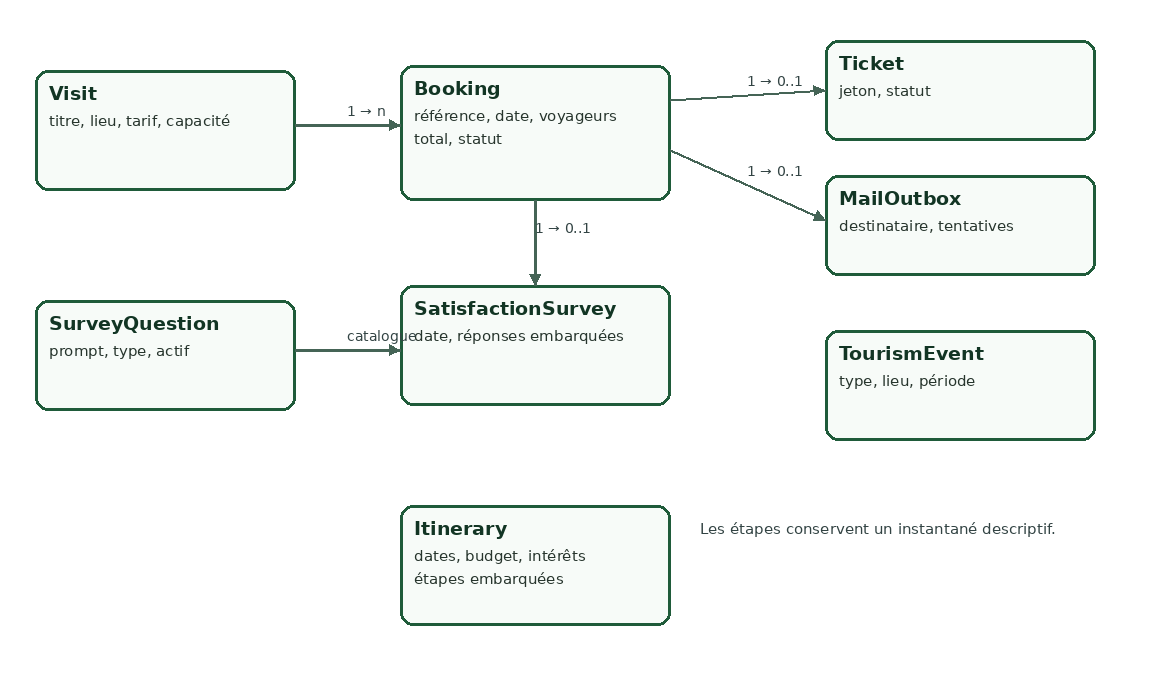 Visit
titre, lieu, tarif, capacité
1 → n
Booking
référence, date, voyageurs
total, statut
1 → 0..1
Ticket
jeton, statut
1 → 0..1
MailOutbox
destinataire, tentatives
1 → 0..1
SurveyQuestion
prompt, type, actif
catalogue
SatisfactionSurvey
date, réponses embarquées
TourismEvent
type, lieu, période
Itinerary
dates, budget, intérêts
étapes embarquées
Les étapes conservent un instantané descriptif.